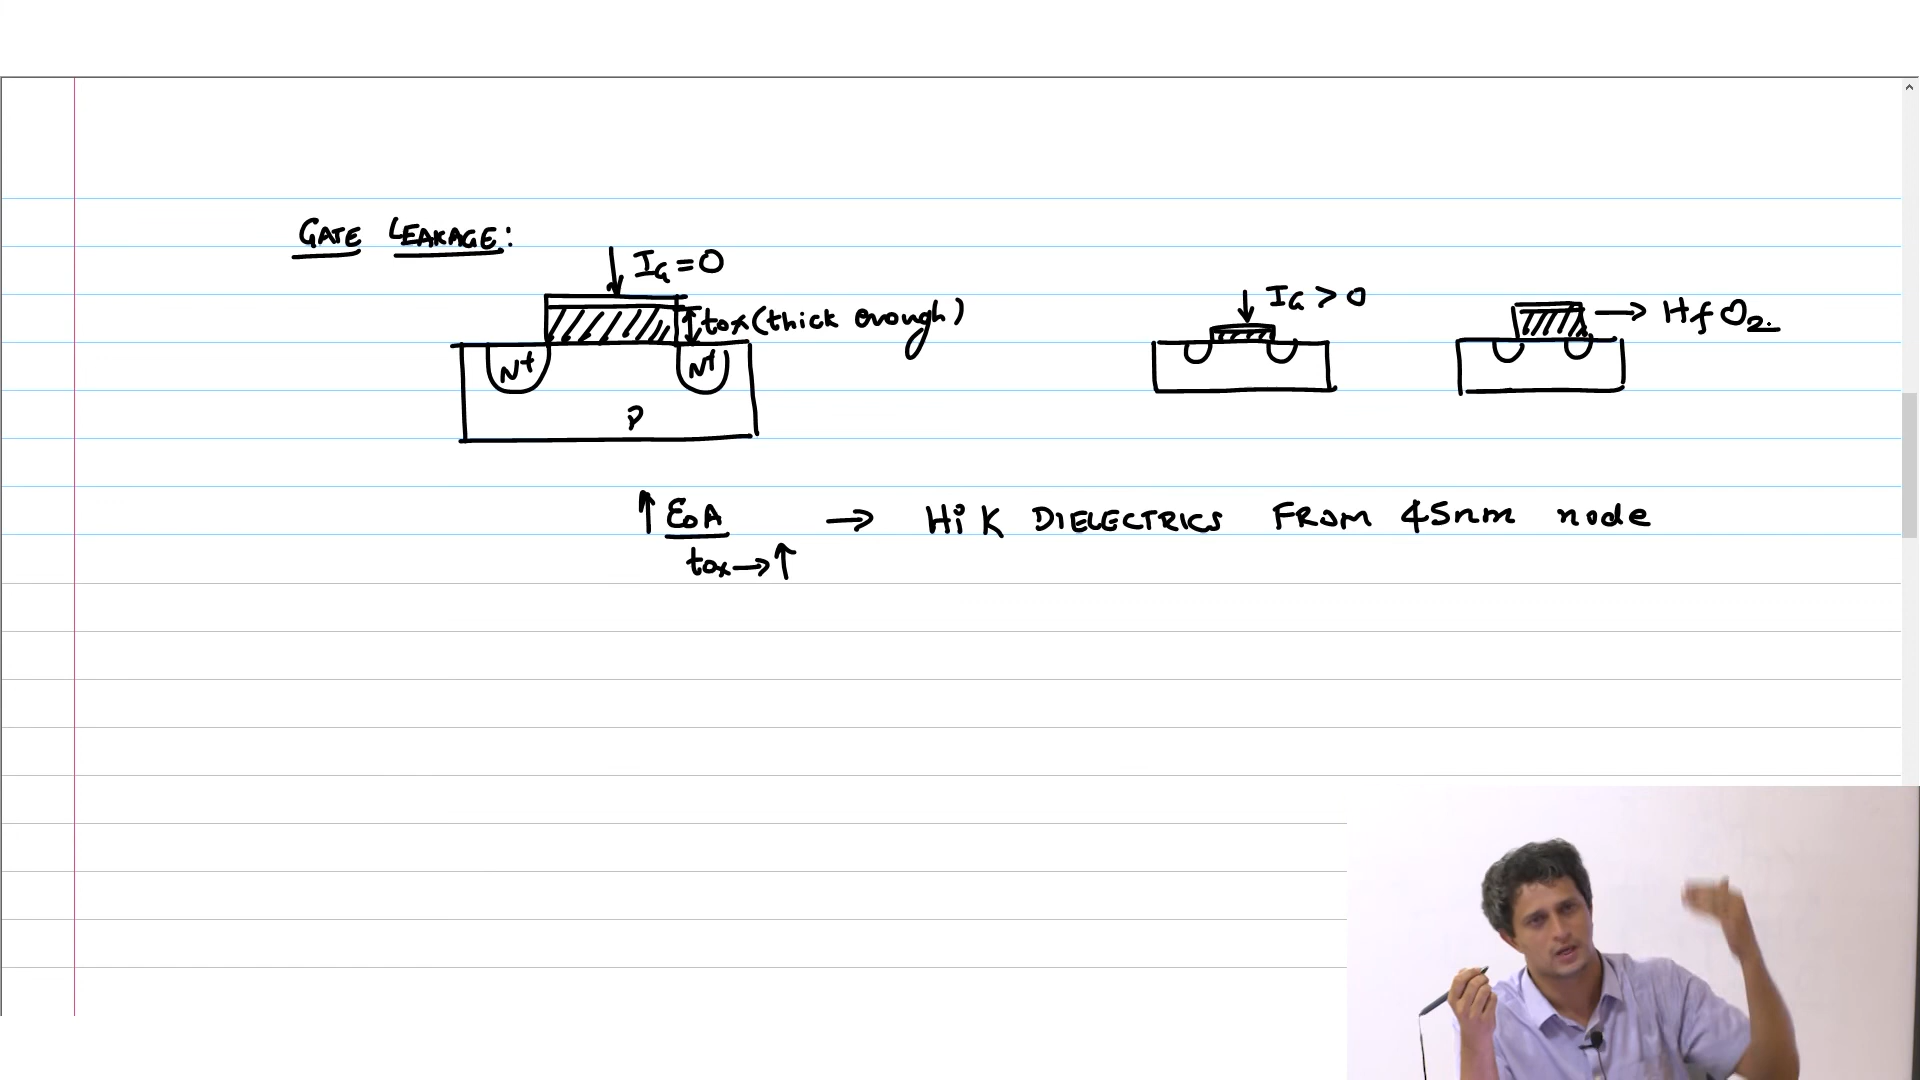 GATE LEAKAGE:
IG = 0
tox (thick enough)
N+ N+
P
IG > 0
→ HfO2.
↑ ε0A
tox → ↑
→ Hi K DIELECTRICS FROM 45nm node